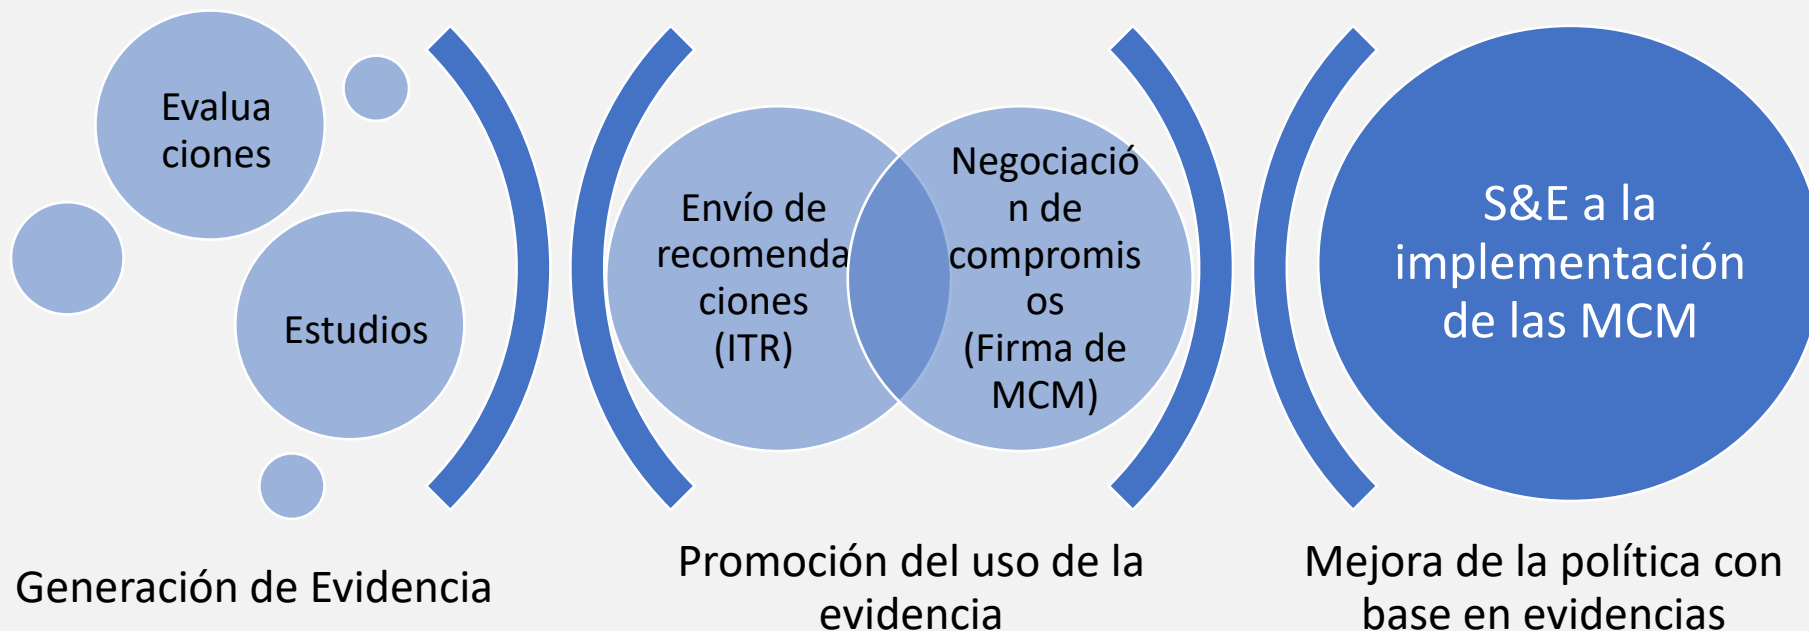 Evalua
ciones
Estudios
Generación de Evidencia
Envío de
recomenda
ciones
(ITR)
Negociació
n de
compromis
os
(Firma de
MCM)
Promoción del uso de la
evidencia
S&E a la
implementación
de las MCM
Mejora de la política con
base en evidencias